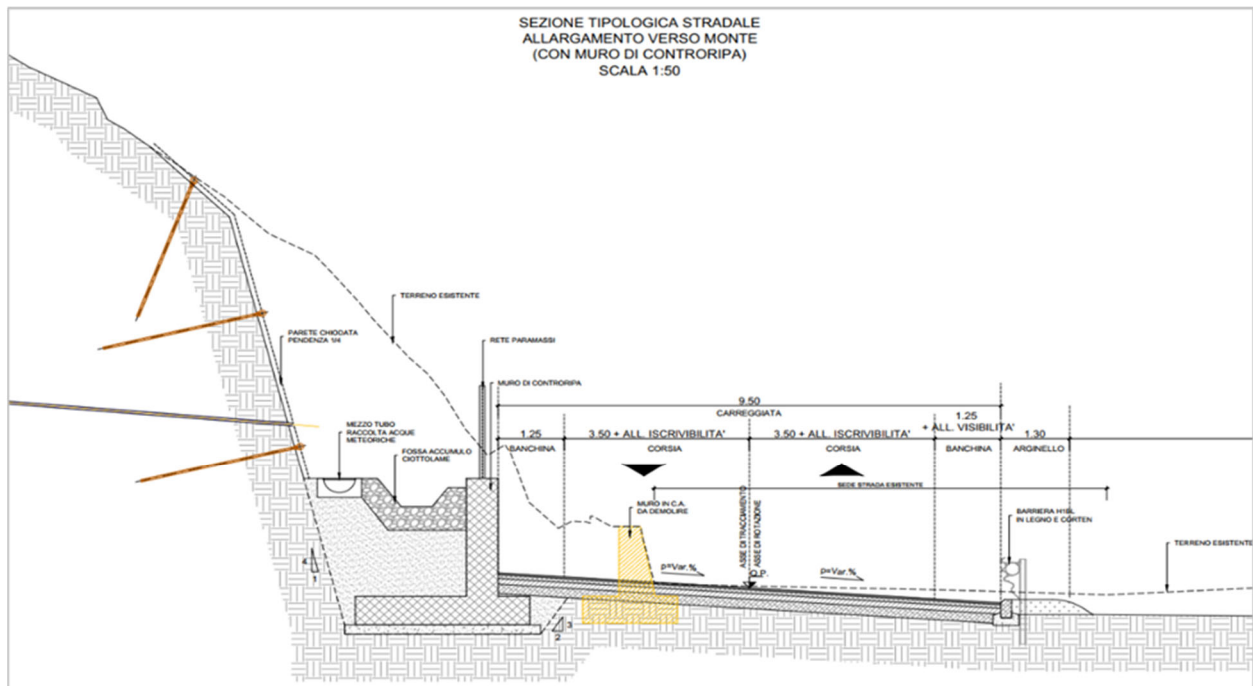 SEZIONE TIPOLOGICA STRADALE
ALLARGAMENTO VERSO MONTE
(CON MURO DI CONTRORIPA)
SCALA 1:50
TERRENO ESISTENTE
PARETE CHIODATA
PENDENZA 1/4
RETE PARAMASSI
MURO DI CONTRORIPA
MEZZO TUBO
RACCOLTA ACQUE
METEORICHE
FOSSA ACCUMULO
CIOTTOLAME
9.50
CARREGGIATA
1.25
BANCHINA
3.50 + ALL. ISCRIVIBILITA'
CORSIA
3.50 + ALL. ISCRIVIBILITA'
CORSIA
1.25
+ ALL. VISIBILITA'
BANCHINA
1.30
ARGINELLO
SEDE STRADA ESISTENTE
MURO IN C.A.
DA DEMOLIRE
ASSE DI TRACCIAMENTO
ASSE DI ROTAZIONE
BARRIERA H1BL
IN LEGNO E CORTEN
TERRENO ESISTENTE
p=Var.%
Q.P.
p=Var.%
4
1
3
2